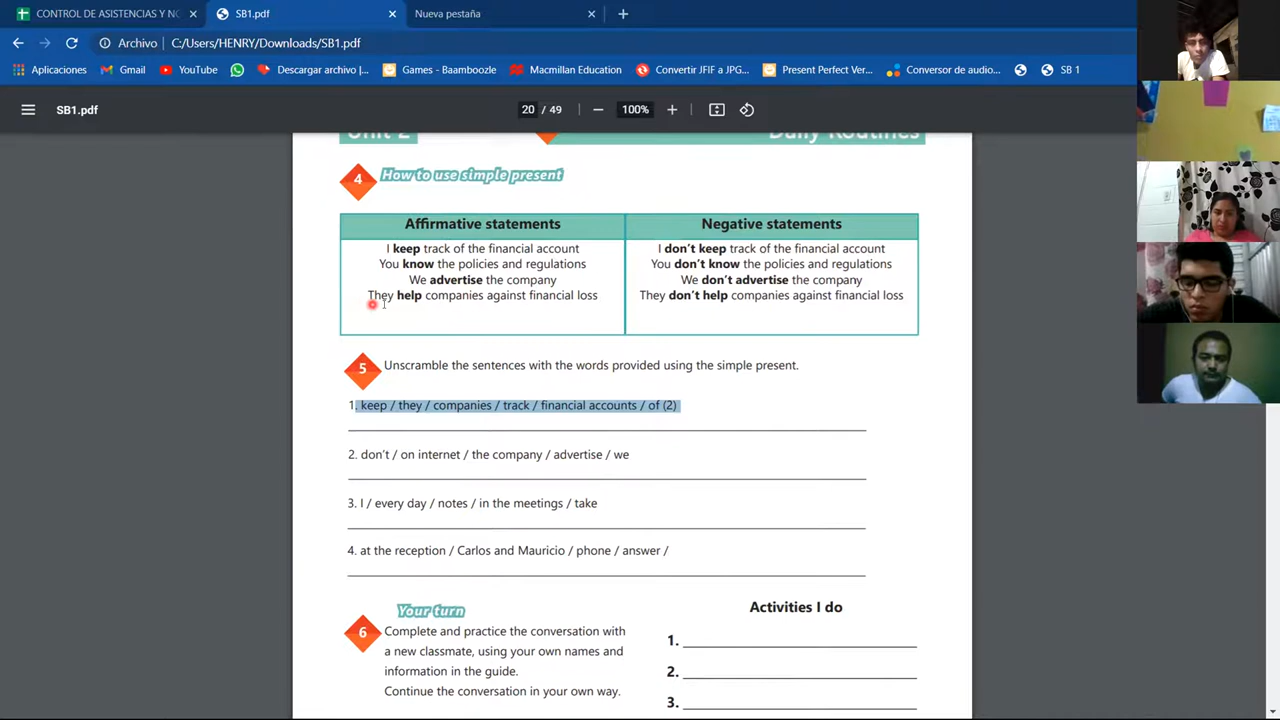 CONTROL DE ASISTENCIAS Y NO
SB1.pdf
Nueva pestaña
Archivo C:/Users/HENRY/Downloads/SB1.pdf
Aplicaciones Gmail YouTube Descargar archivo |... Games - Baamboozle Macmillan Education Convertir JFIF a JPG... Present Perfect Ver... Conversor de audio... SB 1
SB1.pdf 20 / 49 100%
Unit 2 Daily Routines
4 How to use simple present
Affirmative statements
I keep track of the financial account
You know the policies and regulations
We advertise the company
They help companies against financial loss
Negative statements
I don't keep track of the financial account
You don't know the policies and regulations
We don't advertise the company
They don't help companies against financial loss
5 Unscramble the sentences with the words provided using the simple present.
1. keep / they / companies / track / financial accounts / of (2)
2. don't / on internet / the company / advertise / we
3. I / every day / notes / in the meetings / take
4. at the reception / Carlos and Mauricio / phone / answer /
6 Your turn
Complete and practice the conversation with
a new classmate, using your own names and
information in the guide.
Continue the conversation in your own way.
Activities I do
1.
2.
3.